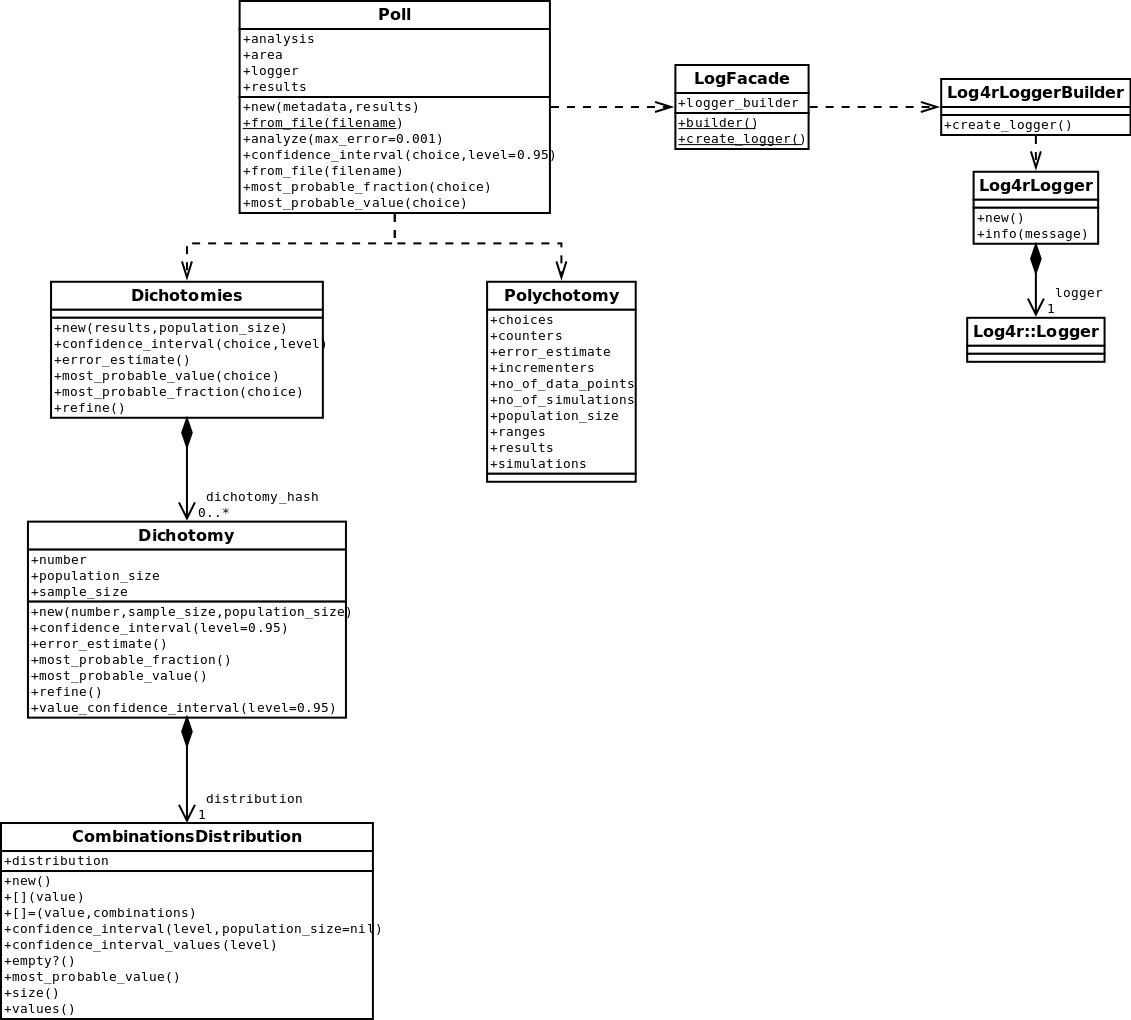 Poll
+analysis
+area
+logger
+results
+new(metadata,results)
+from_file(filename)
+analyze(max_error=0.001)
+confidence_interval(choice,level=0.95)
+from_file(filename)
+most_probable_fraction(choice)
+most_probable_value(choice)
LogFacade
+logger_builder
+builder()
+create_logger()
Log4rLoggerBuilder
+create_logger()
Log4rLogger
+new()
+info(message)
logger
1
Log4r::Logger
Dichotomies
+new(results,population_size)
+confidence_interval(choice,level)
+error_estimate()
+most_probable_value(choice)
+most_probable_fraction(choice)
+refine()
Polychotomy
+choices
+counters
+error_estimate
+incrementers
+no_of_data_points
+no_of_simulations
+population_size
+ranges
+results
+simulations
dichotomy_hash
0..*
Dichotomy
+number
+population_size
+sample_size
+new(number,sample_size,population_size)
+confidence_interval(level=0.95)
+error_estimate()
+most_probable_fraction()
+most_probable_value()
+refine()
+value_confidence_interval(level=0.95)
distribution
1
CombinationsDistribution
+distribution
+new()
+[](value)
+[]=(value,combinations)
+confidence_interval(level,population_size=nil)
+confidence_interval_values(level)
+empty?()
+most_probable_value()
+size()
+values()